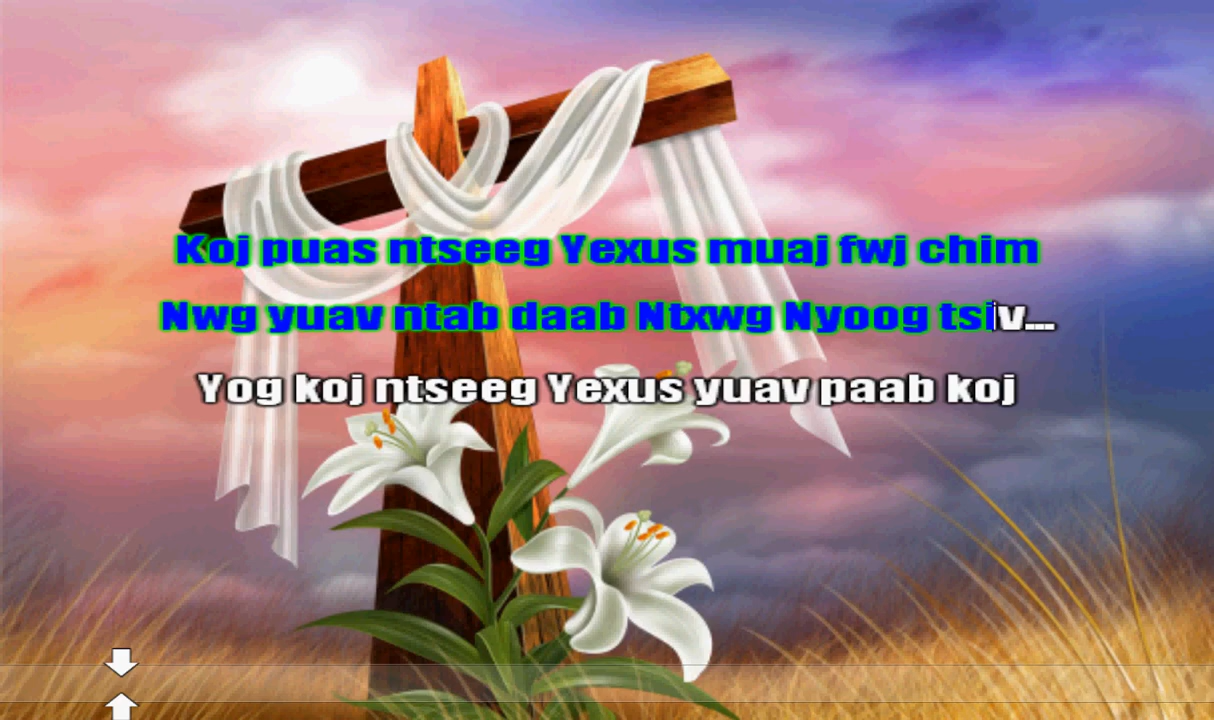 Koj puas ntseeg Yexus muaj fwj chim
Nwg yuav ntab daab Ntxwg Nyoog tsiv...
Yog koj ntseeg Yexus yuav paab koj